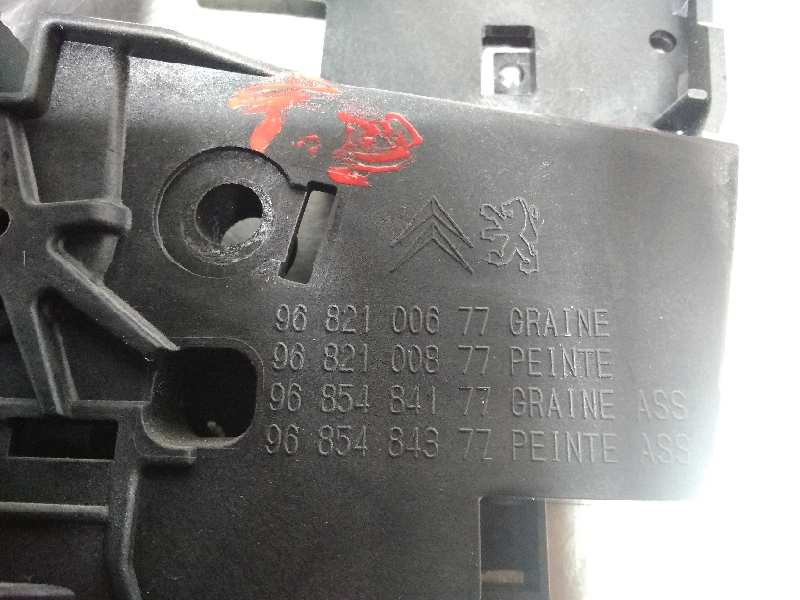 T.D
96 821 006 77 GRAINE
96 821 008 77 PEINTE
96 854 841 77 GRAINE ASS
96 854 843 77 PEINTE ASS